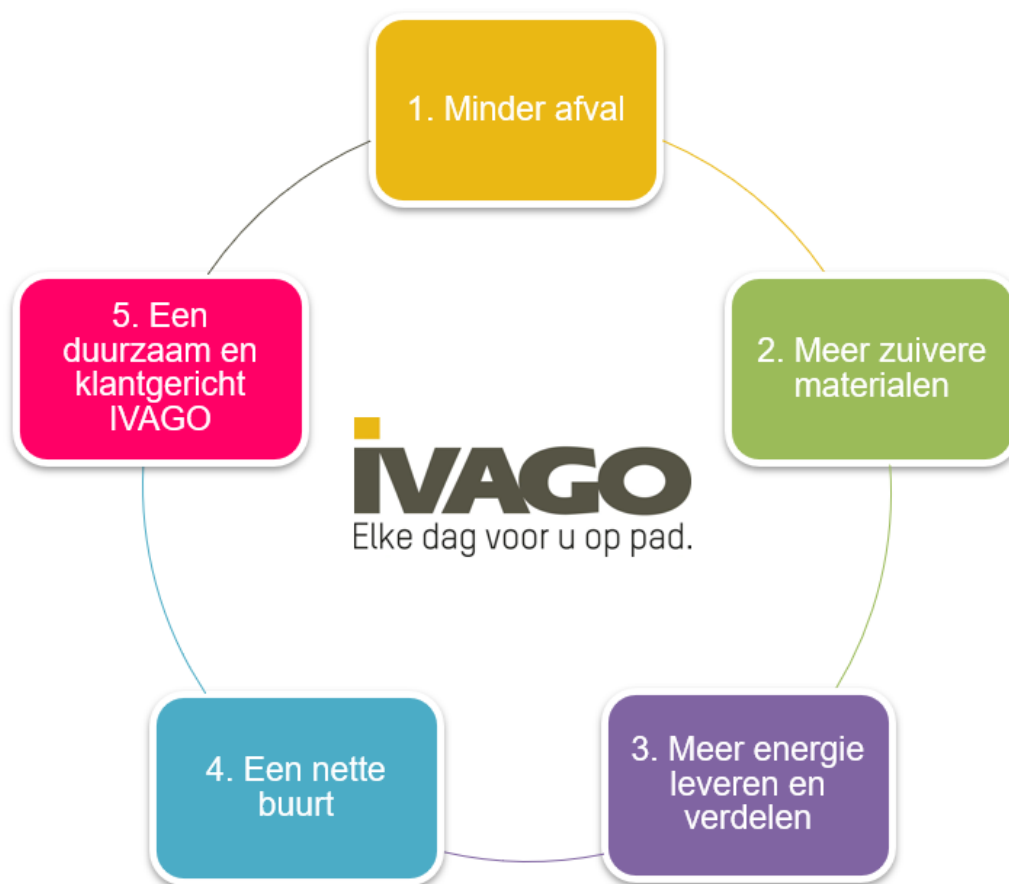 1. Minder afval
2. Meer zuivere
materialen
3. Meer energie
leveren en
verdelen
4. Een nette
buurt
5. Een
duurzaam en
klantgericht
IVAGO
iVAGO
Elke dag voor u op pad.